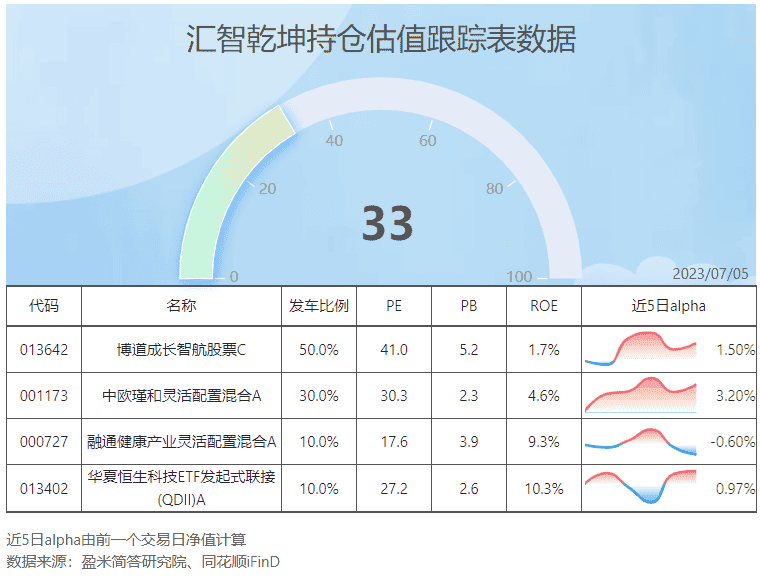 汇智乾坤持仓估值跟踪表数据
40
60
20
80
33
0
100
2023/07/05
代码 名称 发车比例 PE PB ROE 近5日alpha
013642 博道成长智航股票C 50.0% 41.0 5.2 1.7% 1.50%
001173 中欧瑾和灵活配置混合A 30.0% 30.3 2.3 4.6% 3.20%
000727 融通健康产业灵活配置混合A 10.0% 17.6 3.9 9.3% -0.60%
013402 华夏恒生科技ETF发起式联接
(QDII)A 10.0% 27.2 2.6 10.3% 0.97%
近5日alpha由前一个交易日净值计算
数据来源：盈米简答研究院、同花顺iFinD